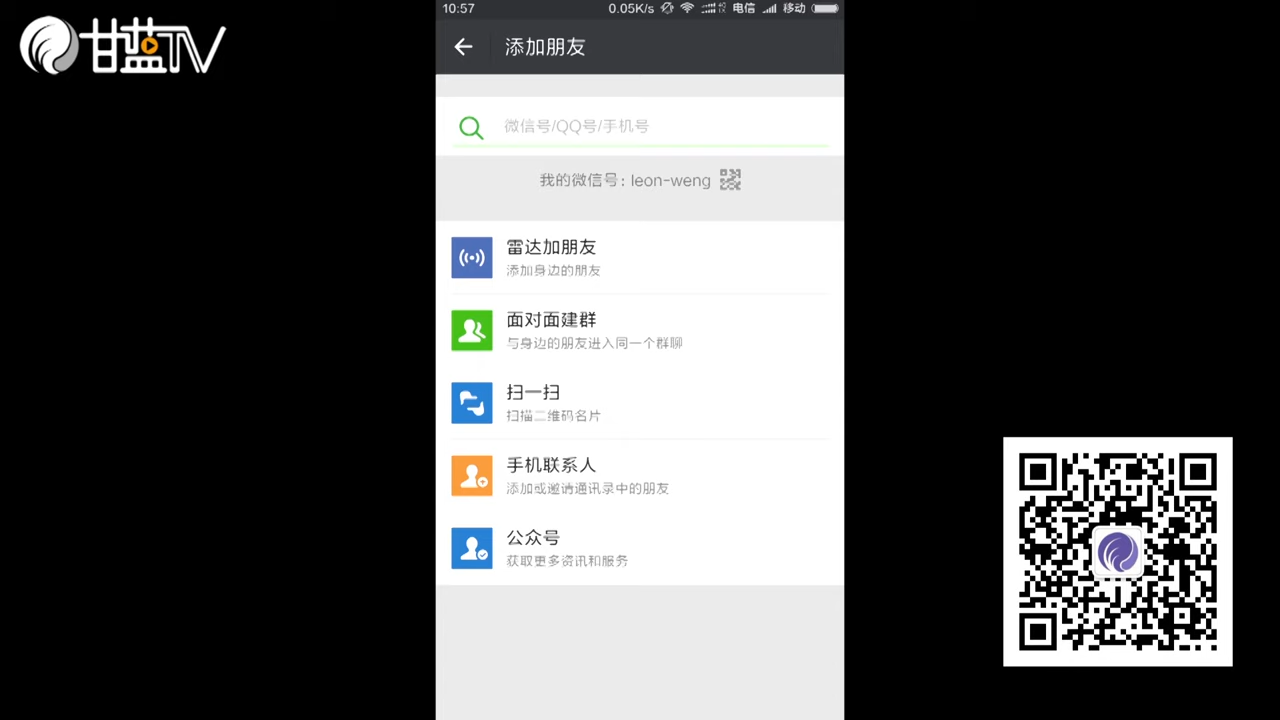 甘蓝TV
10:57
0.05K/s 电信 移动
添加朋友
微信号/QQ号/手机号
我的微信号: leon-weng
雷达加朋友
添加身边的朋友
面对面建群
与身边的朋友进入同一个群聊
扫一扫
扫描二维码名片
手机联系人
添加或邀请通讯录中的朋友
公众号
获取更多资讯和服务